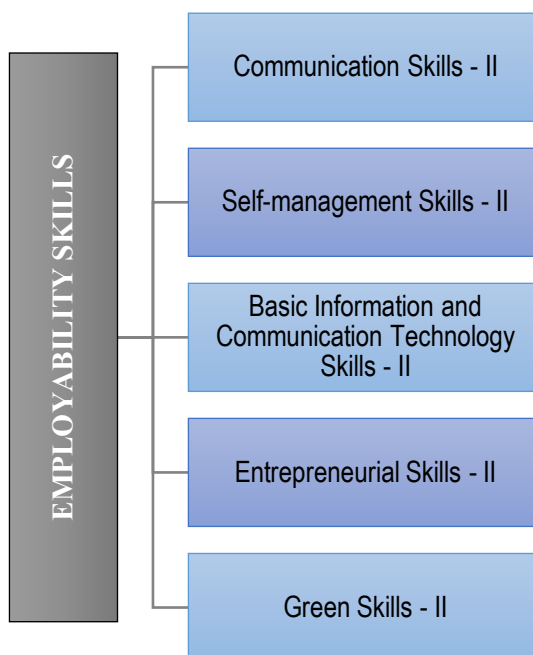 EMPLOYABILITY SKILLS
Communication Skills - II
Self-management Skills - II
Basic Information and
Communication Technology
Skills - II
Entrepreneurial Skills - II
Green Skills - II